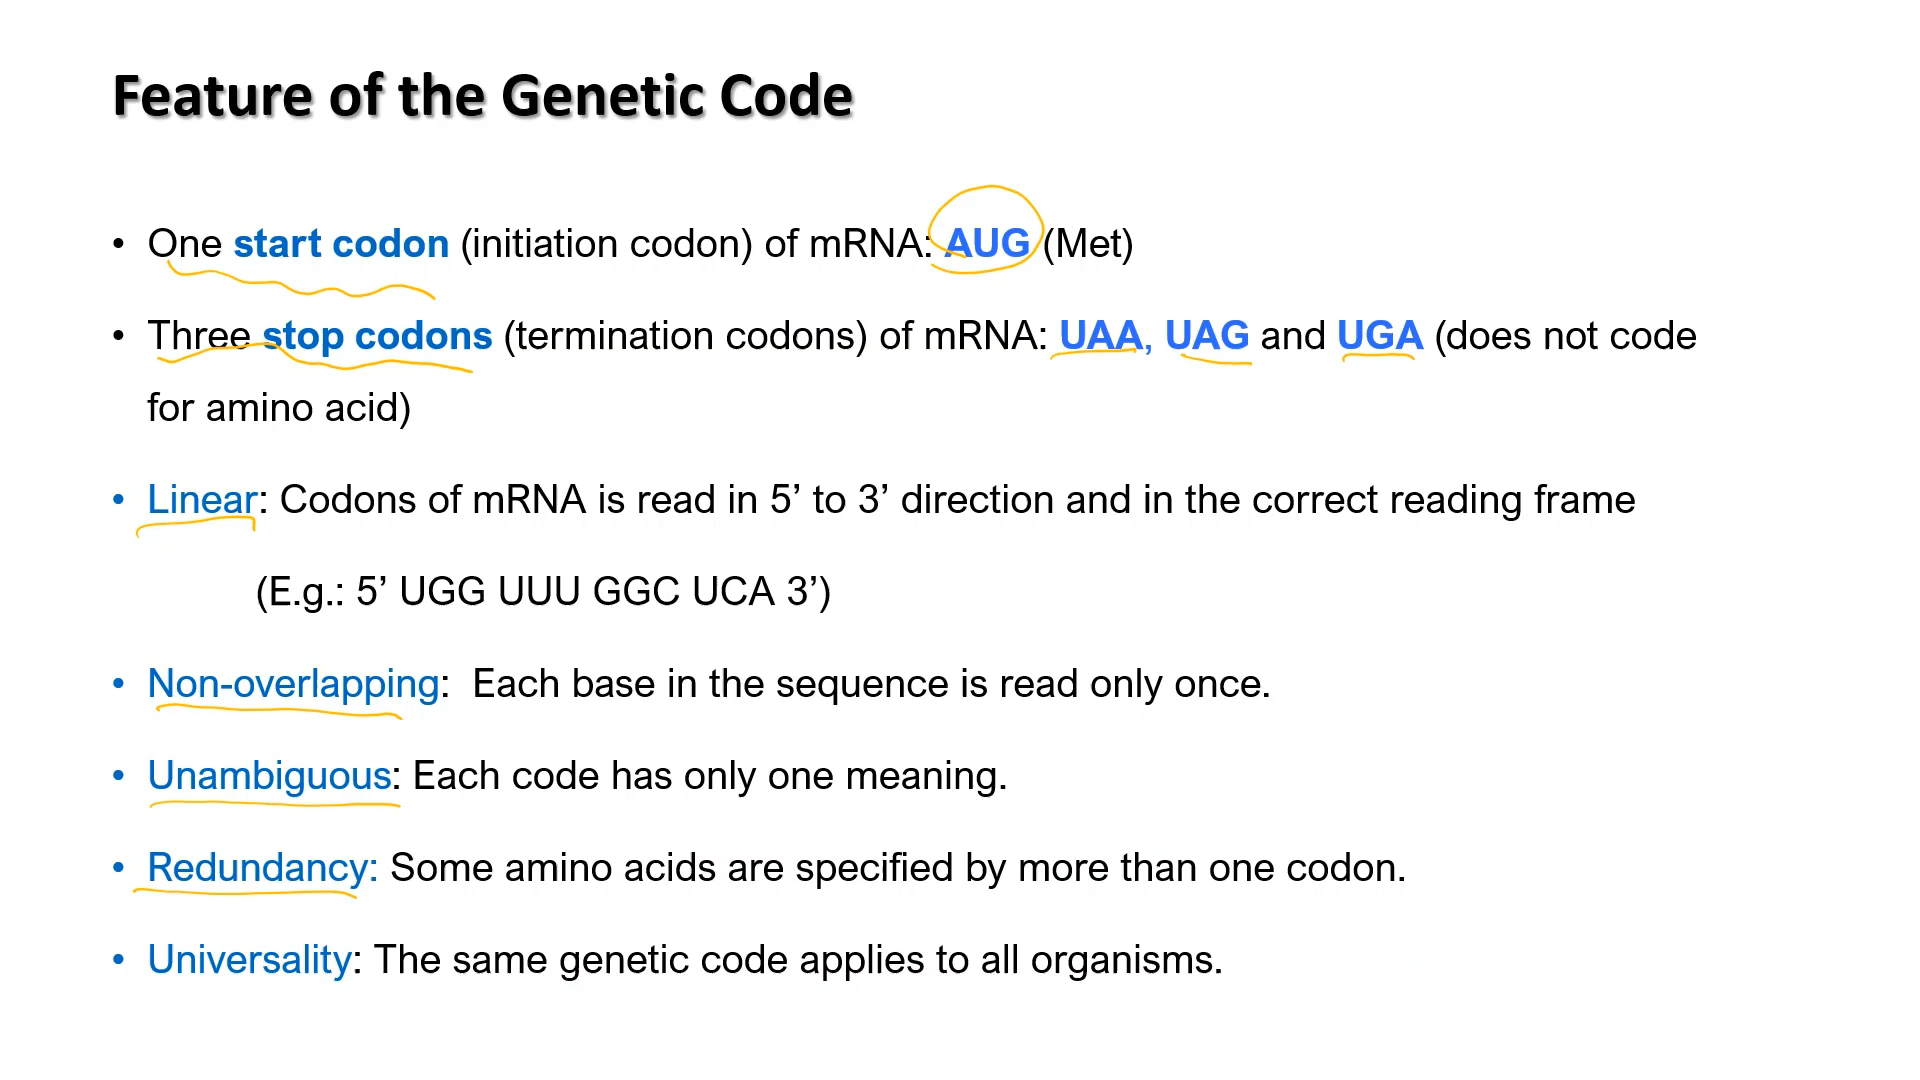 Feature of the Genetic Code
• One start codon (initiation codon) of mRNA: AUG (Met)
• Three stop codons (termination codons) of mRNA: UAA, UAG and UGA (does not code
for amino acid)
• Linear: Codons of mRNA is read in 5’ to 3’ direction and in the correct reading frame
(E.g.: 5’ UGG UUU GGC UCA 3’)
• Non-overlapping:  Each base in the sequence is read only once.
• Unambiguous: Each code has only one meaning.
• Redundancy: Some amino acids are specified by more than one codon.
• Universality: The same genetic code applies to all organisms.